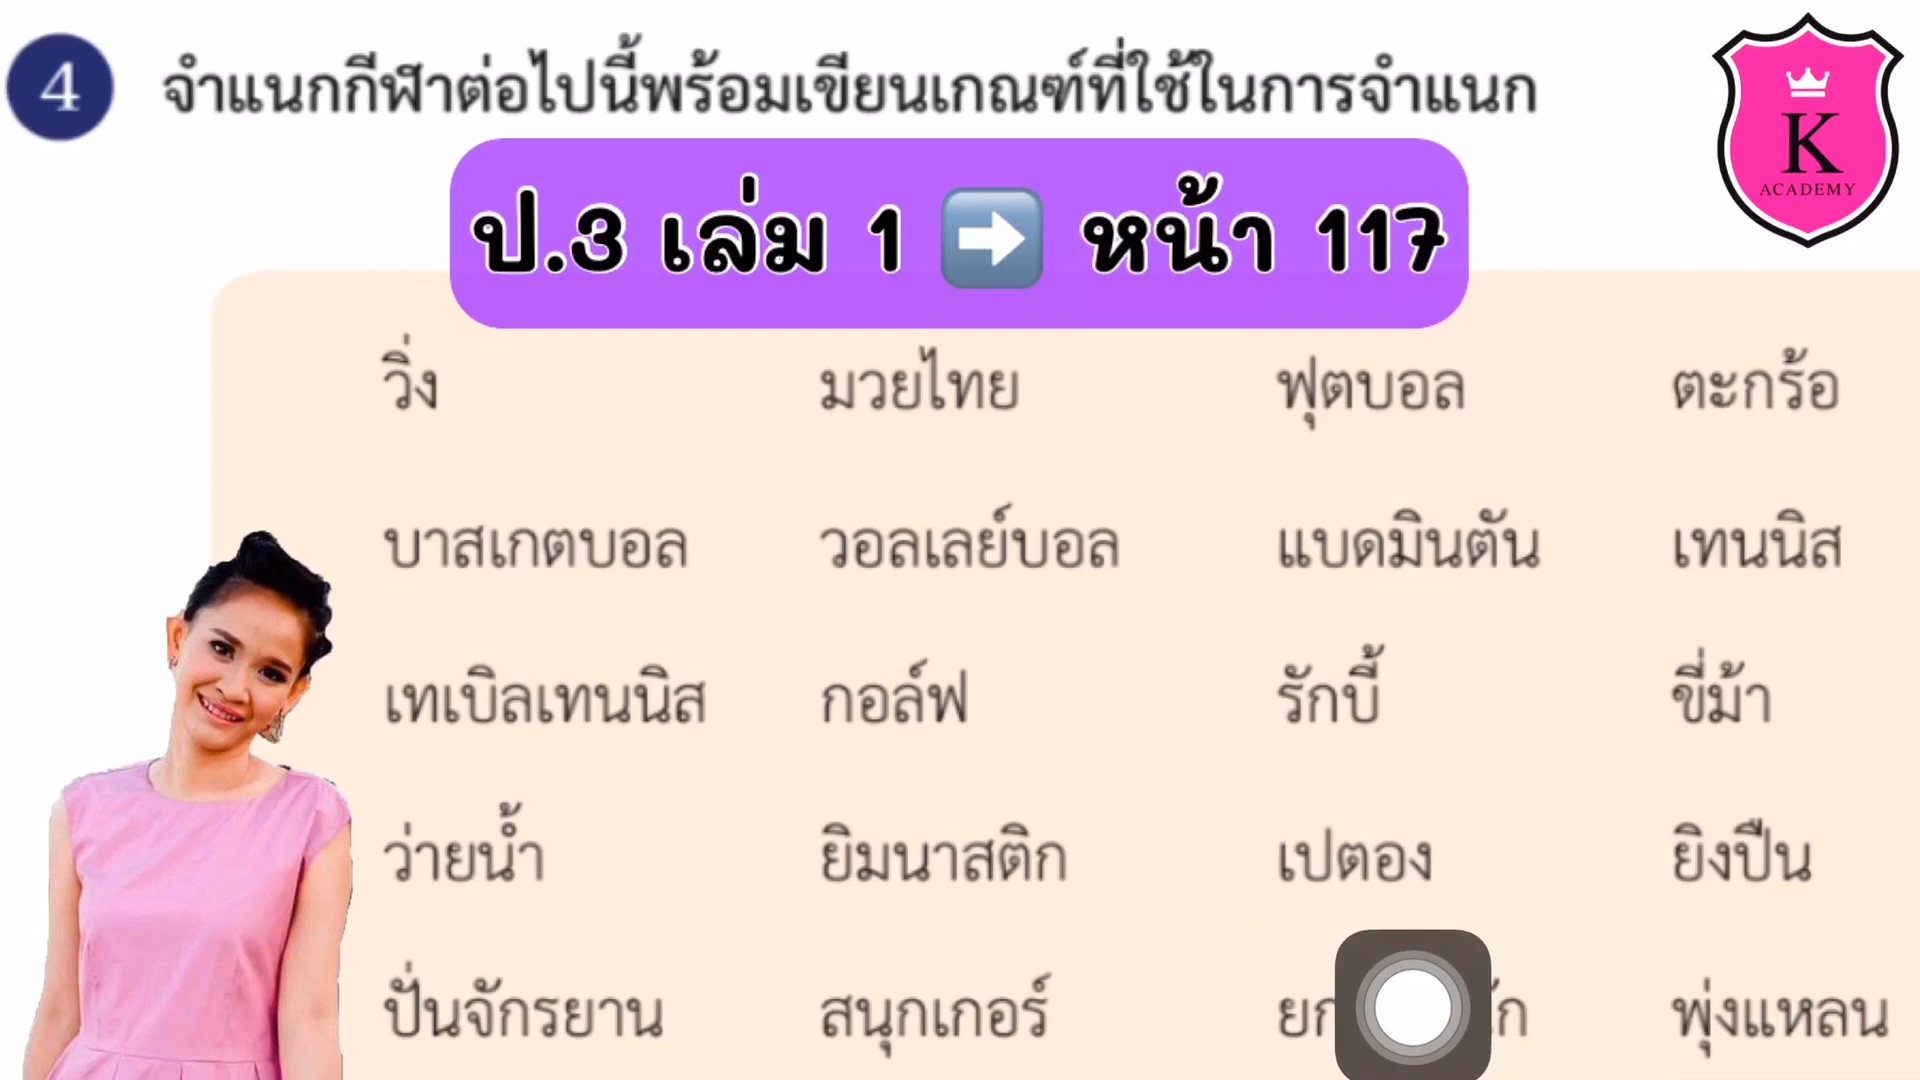 4 จำแนกกีฬาต่อไปนี้พร้อมเขียนเกณฑ์ที่ใช้ในการจำแนก
K
ACADEMY
ป.3 เล่ม 1 ➡️ หน้า 117
วิ่ง มวยไทย ฟุตบอล ตะกร้อ
บาสเกตบอล วอลเลย์บอล แบดมินตัน เทนนิส
เทเบิลเทนนิส กอล์ฟ รักบี้ ขี่ม้า
ว่ายน้ำ ยิมนาสติก เปตอง ยิงปืน
ปั่นจักรยาน สนุกเกอร์ พุ่งแหลน